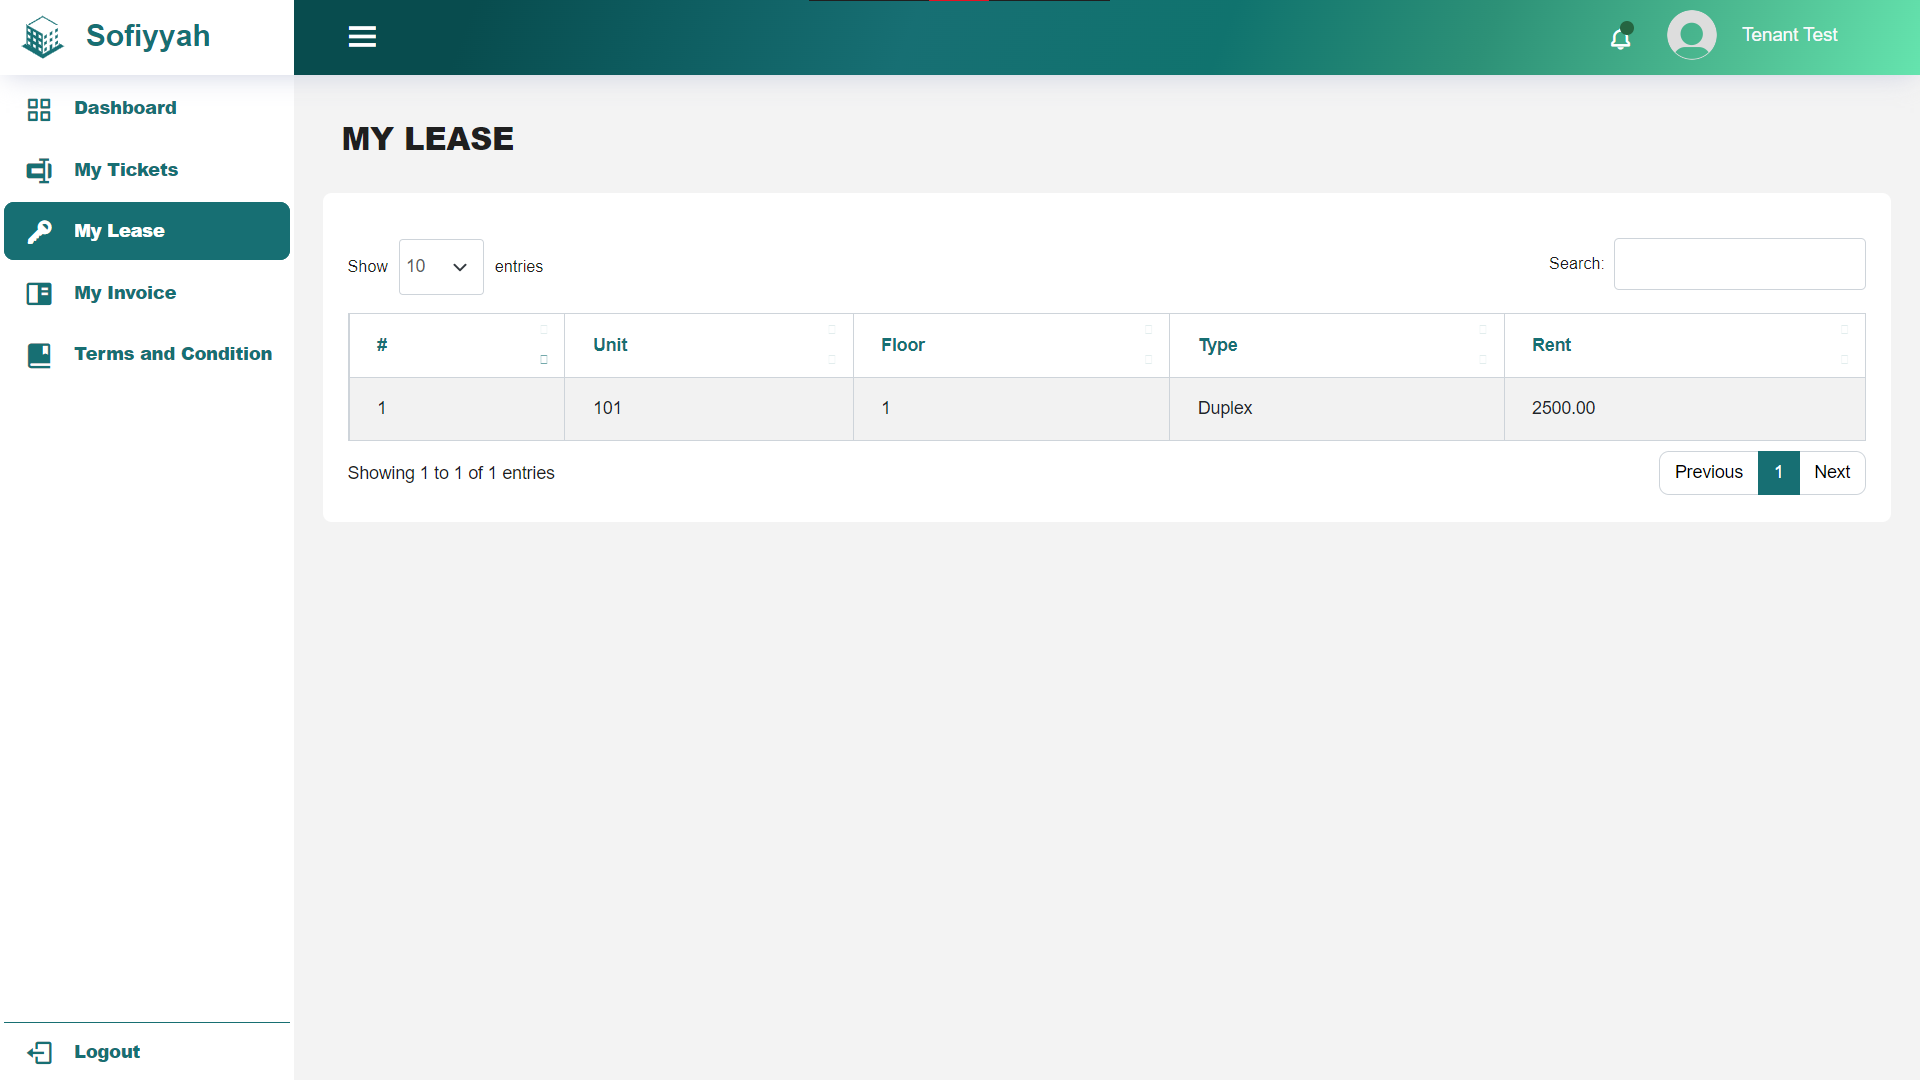 Sofiyyah
Tenant Test
Dashboard
My Tickets
My Lease
My Invoice
Terms and Condition
Logout
MY LEASE
Show 10 entries
Search:
# Unit Floor Type Rent
1 101 1 Duplex 2500.00
Showing 1 to 1 of 1 entries
Previous 1 Next